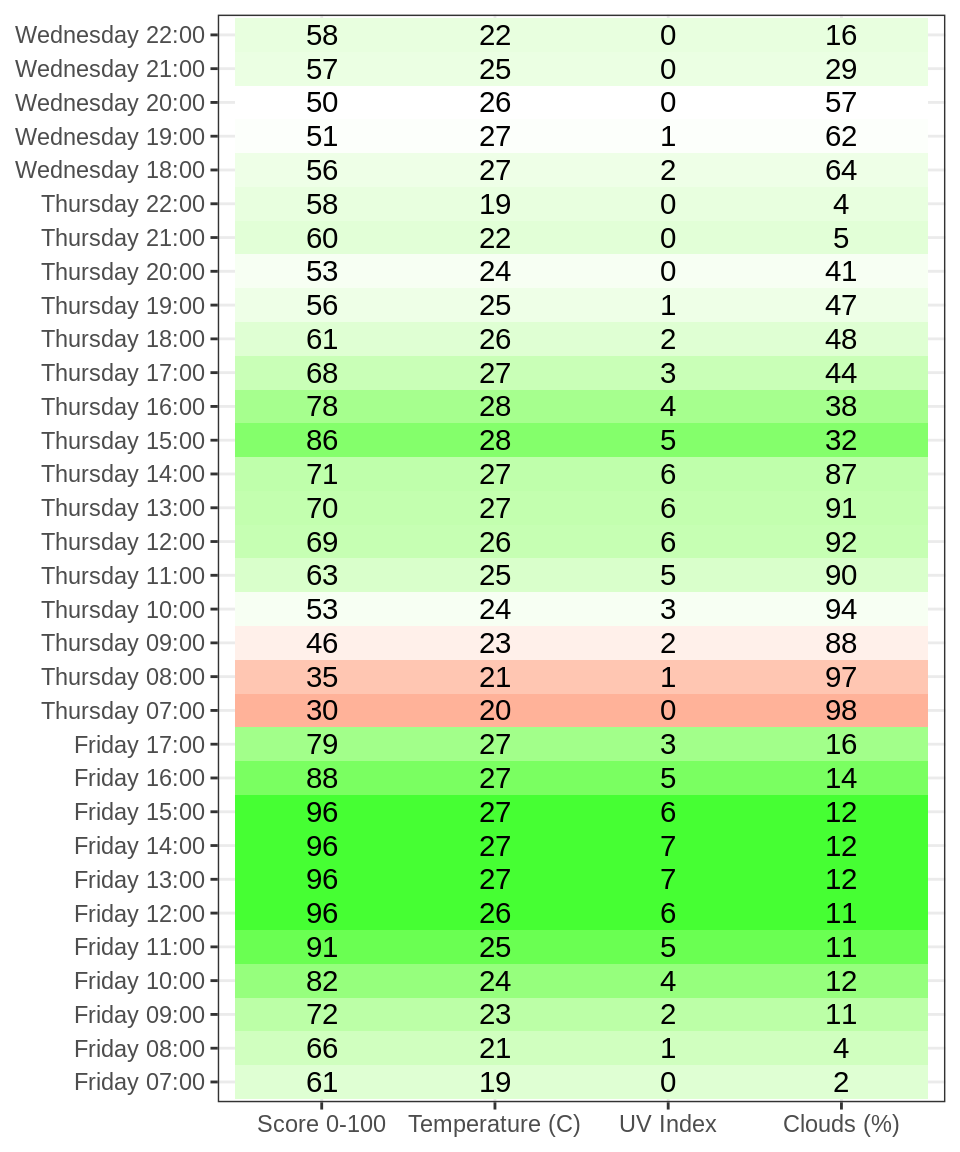 Wednesday 22:00 58 22 0 16
Wednesday 21:00 57 25 0 29
Wednesday 20:00 50 26 0 57
Wednesday 19:00 51 27 1 62
Wednesday 18:00 56 27 2 64
Thursday 22:00 58 19 0 4
Thursday 21:00 60 22 0 5
Thursday 20:00 53 24 0 41
Thursday 19:00 56 25 1 47
Thursday 18:00 61 26 2 48
Thursday 17:00 68 27 3 44
Thursday 16:00 78 28 4 38
Thursday 15:00 86 28 5 32
Thursday 14:00 71 27 6 87
Thursday 13:00 70 27 6 91
Thursday 12:00 69 26 6 92
Thursday 11:00 63 25 5 90
Thursday 10:00 53 24 3 94
Thursday 09:00 46 23 2 88
Thursday 08:00 35 21 1 97
Thursday 07:00 30 20 0 98
Friday 17:00 79 27 3 16
Friday 16:00 88 27 5 14
Friday 15:00 96 27 6 12
Friday 14:00 96 27 7 12
Friday 13:00 96 27 7 12
Friday 12:00 96 26 6 11
Friday 11:00 91 25 5 11
Friday 10:00 82 24 4 12
Friday 09:00 72 23 2 11
Friday 08:00 66 21 1 4
Friday 07:00 61 19 0 2
Score 0-100 Temperature (C) UV Index Clouds (%)